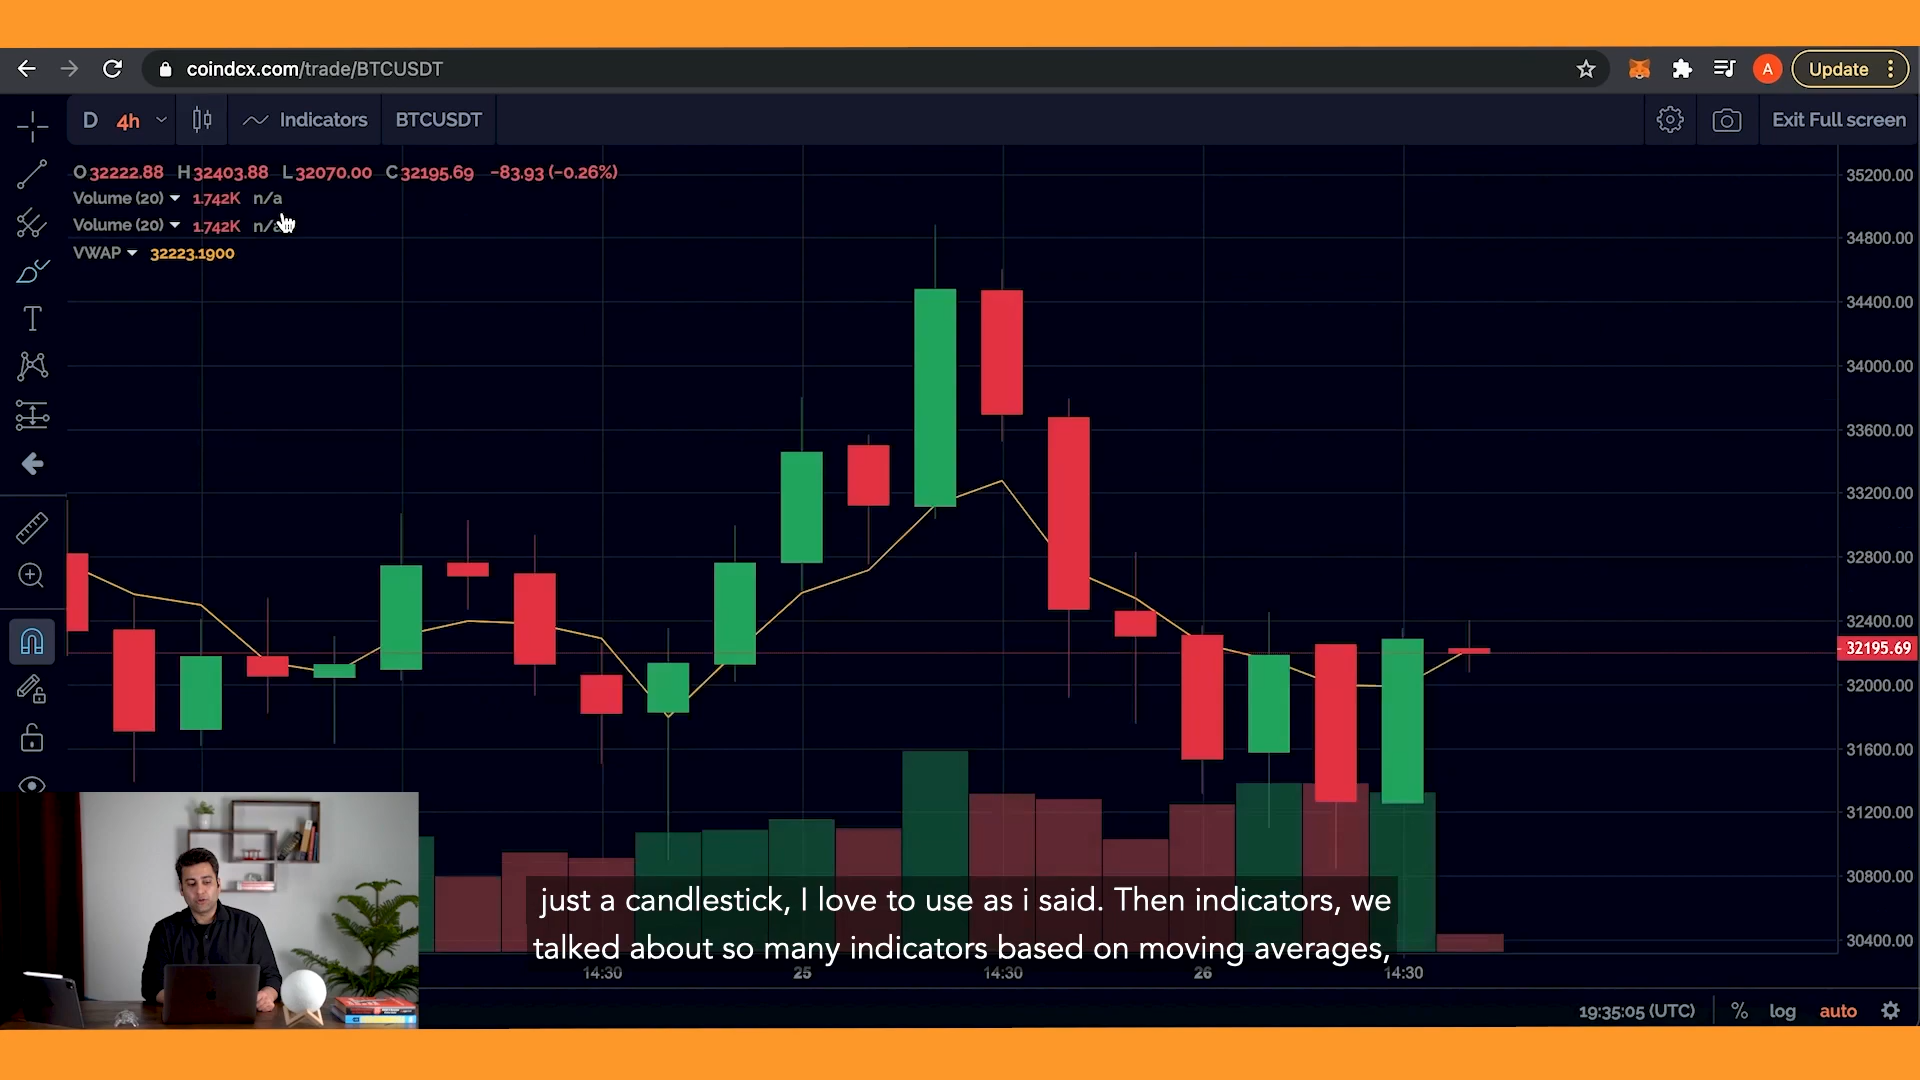 coindcx.com/trade/BTCUSDT
A
Update
D 4h Indicators BTCUSDT
Exit Full screen
O32222.88 H32403.88 L32070.00 C32195.69 −83.93 (−0.26%)
Volume (20) 1.742K n/a
Volume (20) 1.742K n/a
VWAP 32223.1900
35200.00
34800.00
34400.00
34000.00
33600.00
33200.00
32800.00
32400.00
32195.69
32000.00
31600.00
31200.00
30800.00
30400.00
just a candlestick, I love to use as i said. Then indicators, we
talked about so many indicators based on moving averages,
14:30 25 14:30 26 14:30
19:35:05 (UTC) % log auto